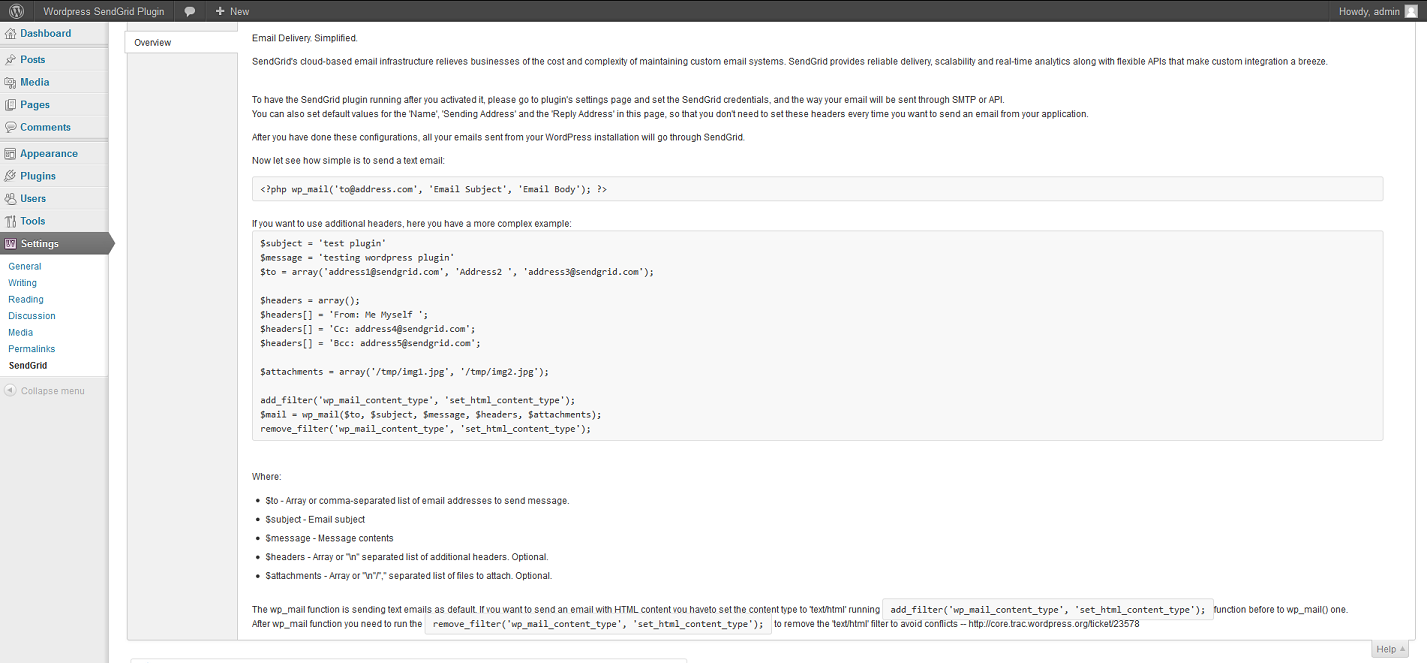 Wordpress SendGrid Plugin
New
Howdy, admin
Dashboard
Posts
Media
Pages
Comments
Appearance
Plugins
Users
Tools
Settings
General
Writing
Reading
Discussion
Media
Permalinks
SendGrid
Collapse menu
Overview
Email Delivery. Simplified.
SendGrid's cloud-based email infrastructure relieves businesses of the cost and complexity of maintaining custom email systems. SendGrid provides reliable delivery, scalability and real-time analytics along with flexible APIs that make custom integration a breeze.
To have the SendGrid plugin running after you activated it, please go to plugin's settings page and set the SendGrid credentials, and the way your email will be sent through SMTP or API.
You can also set default values for the 'Name', 'Sending Address' and the 'Reply Address' in this page, so that you don't need to set these headers every time you want to send an email from your application.
After you have done these configurations, all your emails sent from your WordPress installation will go through SendGrid.
Now let see how simple is to send a text email:
<?php wp_mail('to@address.com', 'Email Subject', 'Email Body'); ?>
If you want to use additional headers, here you have a more complex example:
$subject = 'test plugin'
$message = 'testing wordpress plugin'
$to = array('address1@sendgrid.com', 'Address2 ', 'address3@sendgrid.com');
$headers = array();
$headers[] = 'From: Me Myself ';
$headers[] = 'Cc: address4@sendgrid.com';
$headers[] = 'Bcc: address5@sendgrid.com';
$attachments = array('/tmp/img1.jpg', '/tmp/img2.jpg');
add_filter('wp_mail_content_type', 'set_html_content_type');
$mail = wp_mail($to, $subject, $message, $headers, $attachments);
remove_filter('wp_mail_content_type', 'set_html_content_type');
Where:
• $to - Array or comma-separated list of email addresses to send message.
• $subject - Email subject
• $message - Message contents
• $headers - Array or "\n" separated list of additional headers. Optional.
• $attachments - Array or "\n"/"," separated list of files to attach. Optional.
The wp_mail function is sending text emails as default. If you want to send an email with HTML content you haveto set the content type to 'text/html' running add_filter('wp_mail_content_type', 'set_html_content_type'); function before to wp_mail() one.
After wp_mail function you need to run the remove_filter('wp_mail_content_type', 'set_html_content_type'); to remove the 'text/html' filter to avoid conflicts -- http://core.trac.wordpress.org/ticket/23578
Help